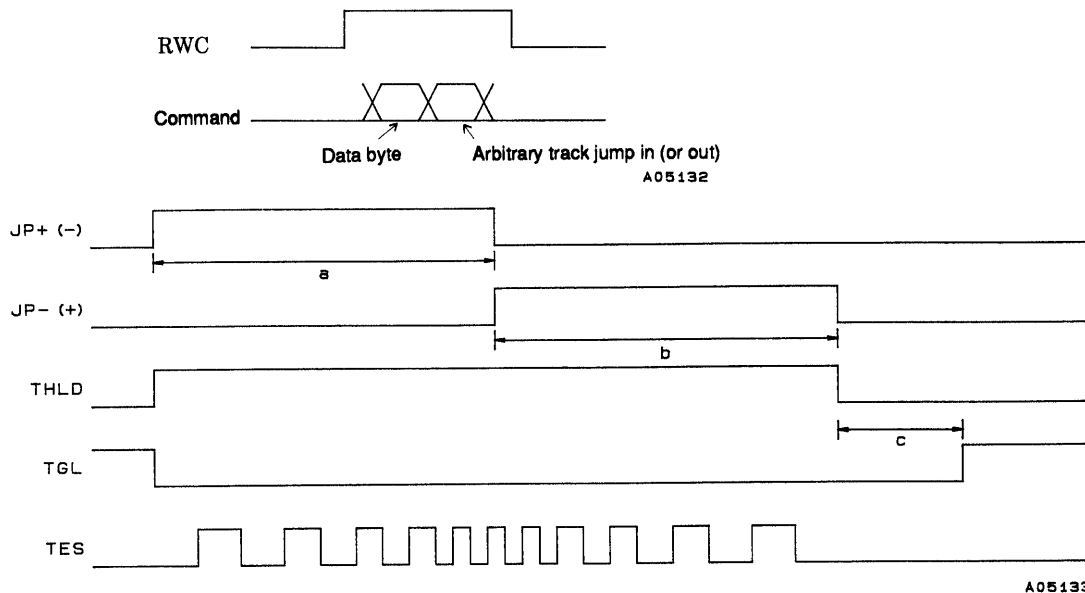 RWC
Command
Data byte
Arbitrary track jump in (or out)
A05132
JP+ (-)
a
JP- (+)
b
THLD
c
TGL
TES
A05133